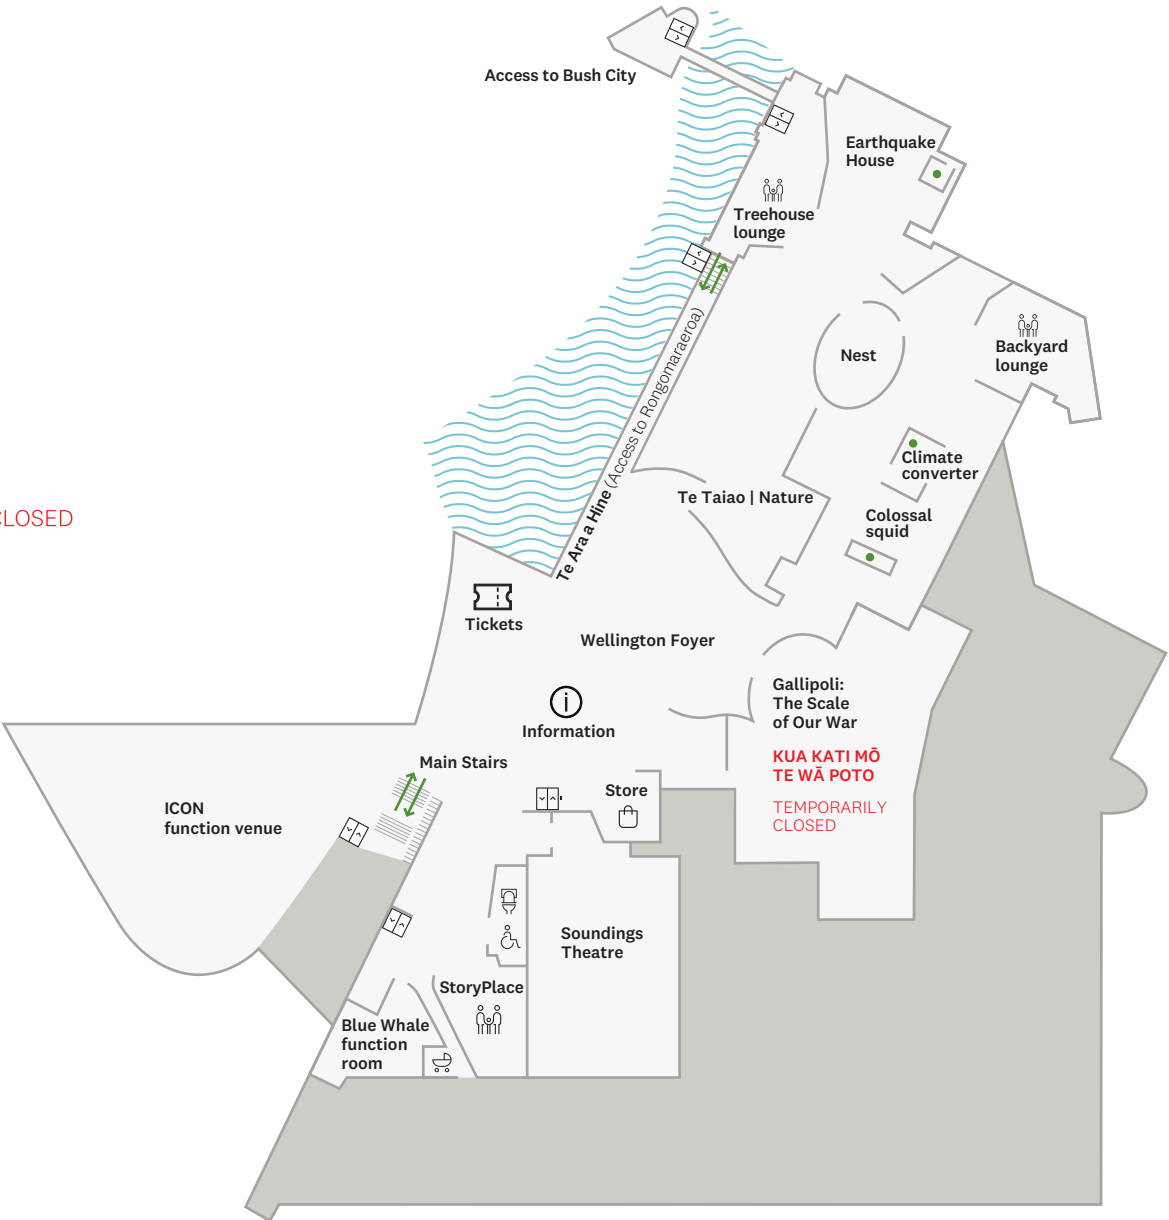 Access to Bush City
Earthquake
House
Treehouse
lounge
Nest
Backyard
lounge
Te Ara a Hine (Access to Rongomaraeroa)
Climate
converter
Te Taiao | Nature
Colossal
squid
CLOSED
Tickets
Wellington Foyer
Gallipoli:
The Scale
of Our War
KUA KATI MŌ
TE WĀ POTO
TEMPORARILY
CLOSED
Information
Main Stairs
Store
ICON
function venue
Soundings
Theatre
StoryPlace
Blue Whale
function
room